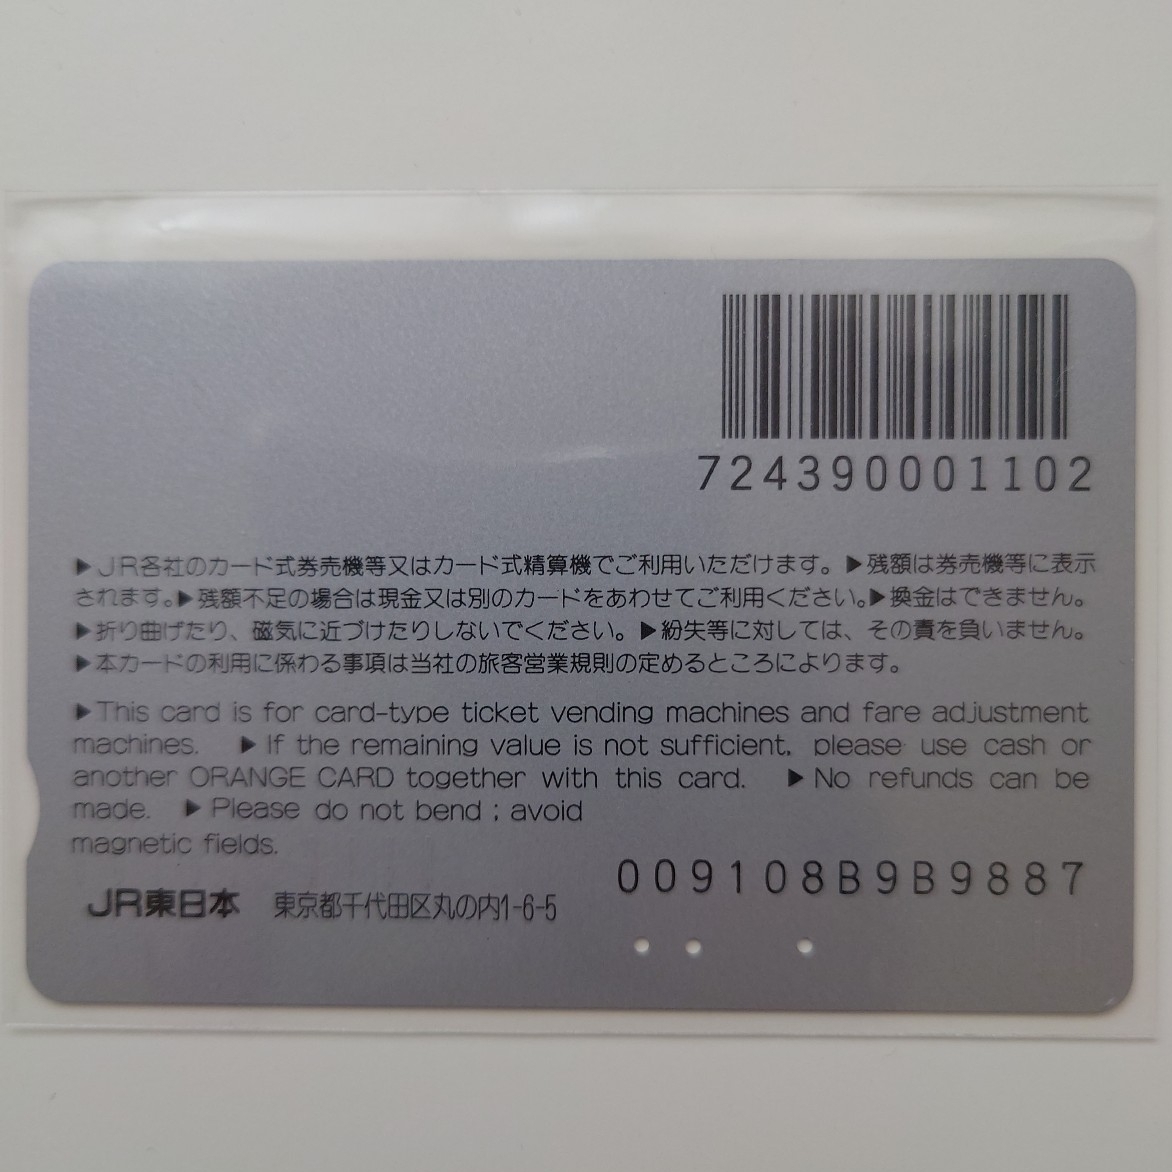 724390001102
▶JR各社のカード式券売機等又はカード式精算機でご利用いただけます。▶残額は券売機等に表示
されます。▶残額不足の場合は現金又は別のカードをあわせてご利用ください。▶換金はできません。
▶折り曲げたり、磁気に近づけたりしないでください。▶紛失等に対しては、その責を負いません。
▶本カードの利用に係わる事項は当社の旅客営業規則の定めるところによります。
▶This card is for card-type ticket vending machines and fare adjustment
machines. ▶If the remaining value is not sufficient, please use cash or
another ORANGE CARD together with this card. ▶No refunds can be
made. ▶Please do not bend ; avoid
magnetic fields.
009108B9B9887
JR東日本 東京都千代田区丸の内1-6-5